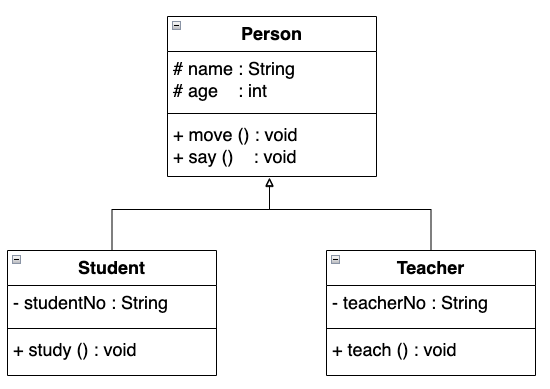 Person
# name : String
# age : int
+ move () : void
+ say () : void
Student
- studentNo : String
+ study () : void
Teacher
- teacherNo : String
+ teach () : void